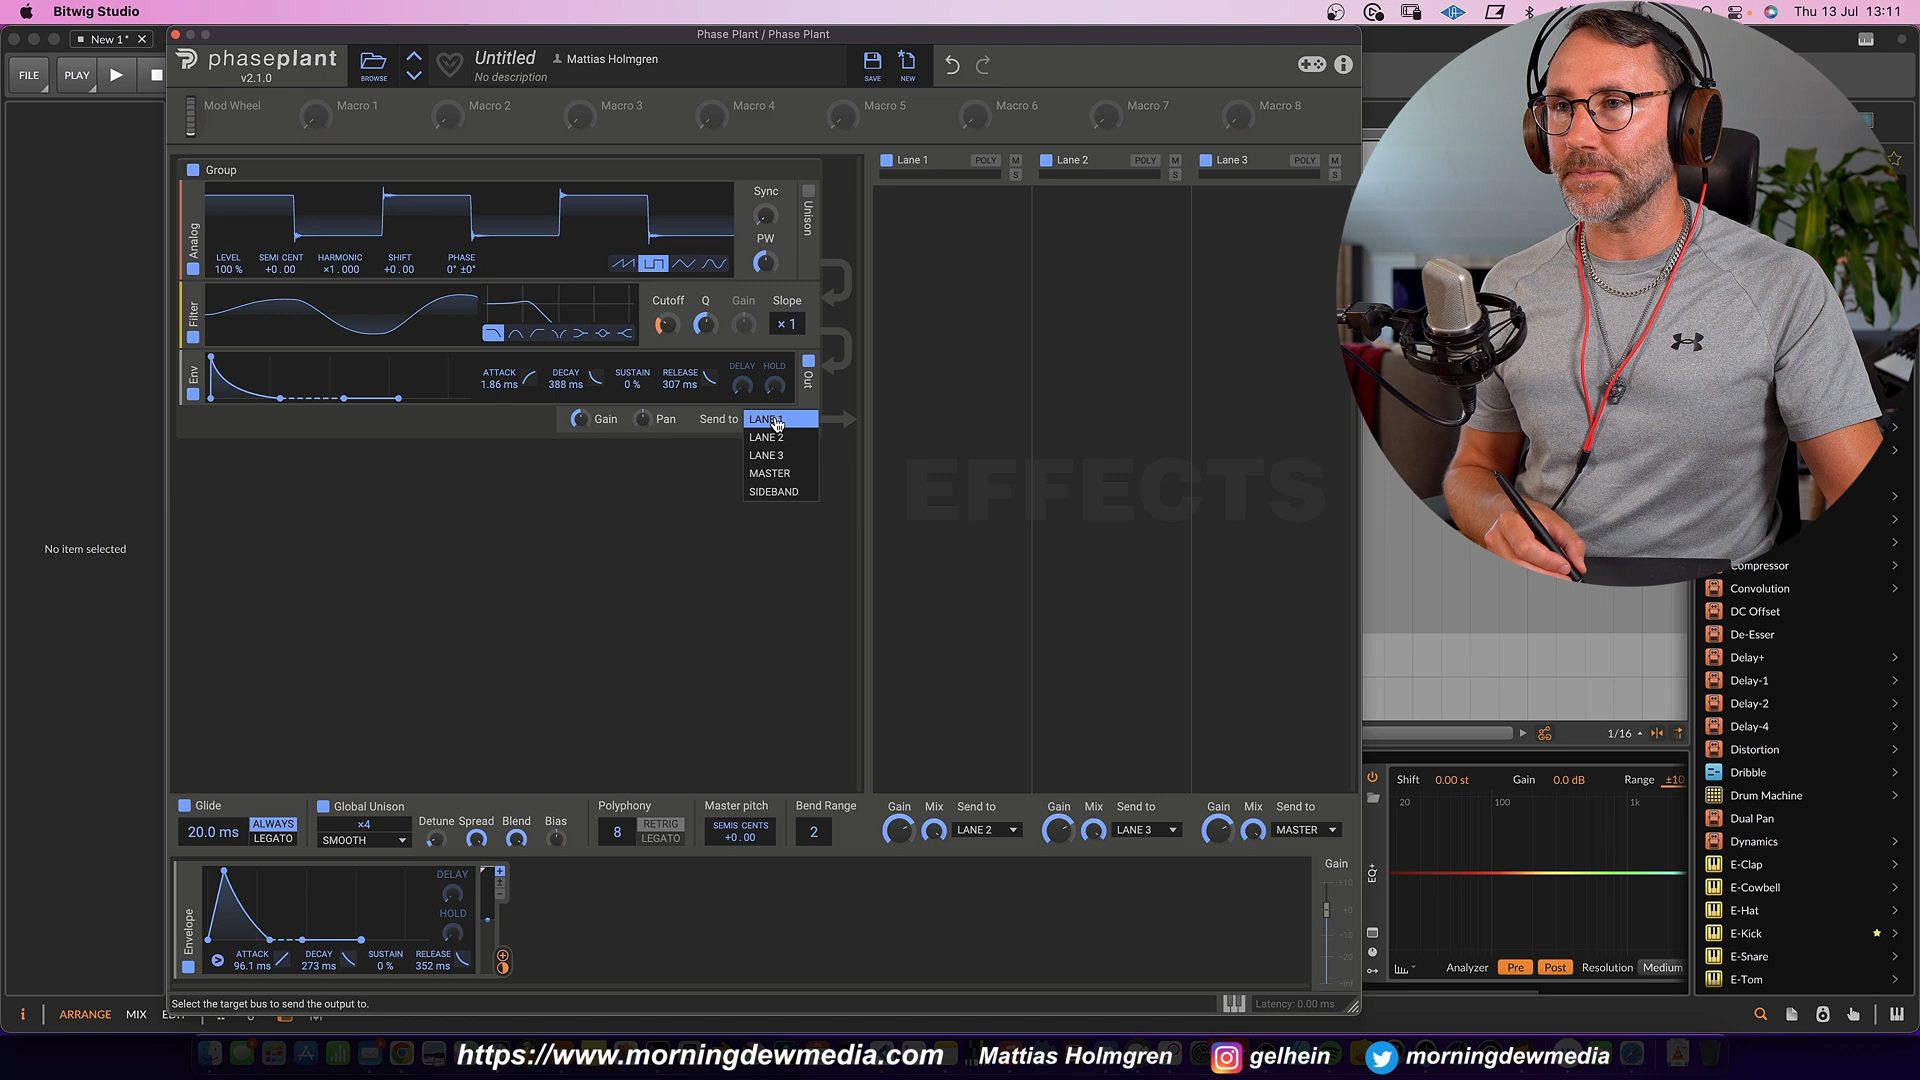 Bitwig Studio
Thu 13 Jul 13:11
New 1*
Phase Plant / Phase Plant
FILE
PLAY
phaseplant
v2.1.0
BROWSE
Untitled
No description
Mattias Holmgren
SAVE
NEW
Mod Wheel
Macro 1
Macro 2
Macro 3
Macro 4
Macro 5
Macro 6
Macro 7
Macro 8
Group
Lane 1
POLY
M
S
Lane 2
POLY
M
S
Lane 3
POLY
M
S
Analog
Sync
PW
Unison
LEVEL
100 %
SEMI CENT
+0.00
HARMONIC
×1.000
SHIFT
+0.00
PHASE
0° ±0°
Filter
Cutoff
Q
Gain
Slope
× 1
Env
ATTACK
1.86 ms
DECAY
388 ms
SUSTAIN
0 %
RELEASE
307 ms
DELAY
HOLD
Out
Gain
Pan
Send to
LANE 1
LANE 2
LANE 3
MASTER
SIDEBAND
EFFECTS
No item selected
Compressor
Convolution
DC Offset
De-Esser
Delay+
Delay-1
Delay-2
Delay-4
Distortion
Dribble
Drum Machine
Dual Pan
Dynamics
E-Clap
E-Cowbell
E-Hat
E-Kick
E-Snare
E-Tom
1/16
Shift
0.00 st
Gain
0.0 dB
Range
±10
20
100
1k
EQ+
Analyzer
Pre
Post
Resolution
Medium
Glide
20.0 ms
ALWAYS
LEGATO
Global Unison
×4
SMOOTH
Detune
Spread
Blend
Bias
Polyphony
8
RETRIG
LEGATO
Master pitch
SEMIS CENTS
+0.00
Bend Range
2
Gain
Mix
Send to
LANE 2
Gain
Mix
Send to
LANE 3
Gain
Mix
Send to
MASTER
Envelope
DELAY
HOLD
ATTACK
96.1 ms
DECAY
273 ms
SUSTAIN
0 %
RELEASE
352 ms
Gain
+10
+0
-10
-20
-inf
Select the target bus to send the output to.
Latency: 0.00 ms
ARRANGE
MIX
https://www.morningdewmedia.com
Mattias Holmgren
gelhein
morningdewmedia